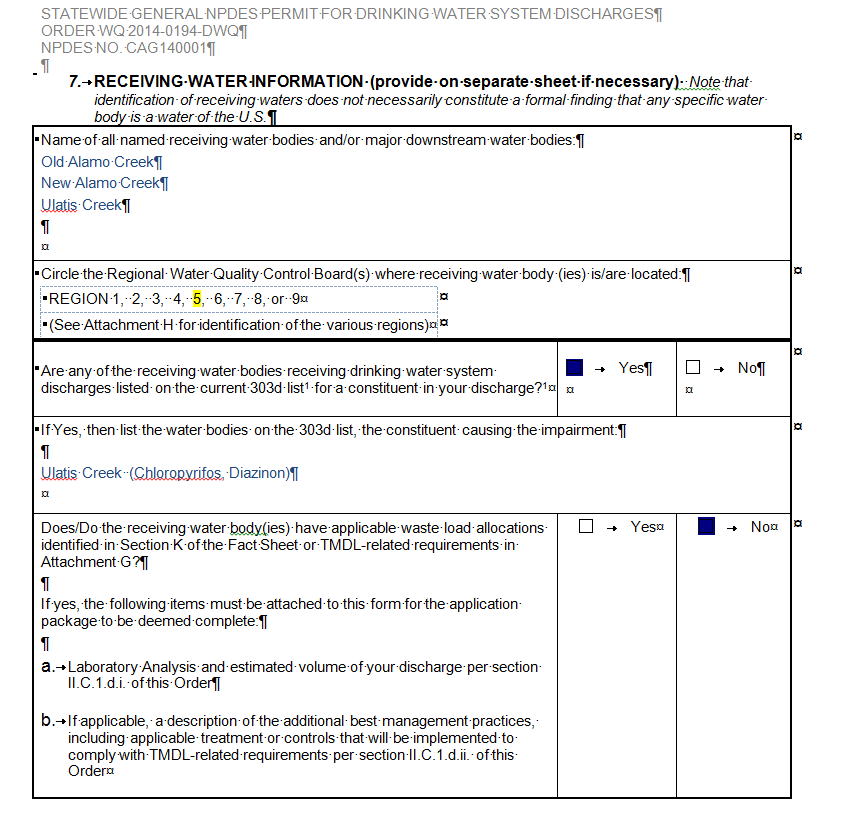 STATEWIDE GENERAL NPDES PERMIT FOR DRINKING WATER SYSTEM DISCHARGES¶
ORDER WQ 2014-0194-DWQ¶
NPDES NO. CAG140001¶
¶
7.→RECEIVING WATER INFORMATION (provide on separate sheet if necessary): Note that
identification of receiving waters does not necessarily constitute a formal finding that any specific water
body is a water of the U.S.¶
Name of all named receiving water bodies and/or major downstream water bodies:¶
Old Alamo Creek¶
New Alamo Creek¶
Ulatis Creek¶
¶
¤
Circle the Regional Water Quality Control Board(s) where receiving water body (ies) is/are located:¶
REGION 1, 2, 3, 4, 5, 6, 7, 8, or 9¤
(See Attachment H for identification of the various regions)¤
Are any of the receiving water bodies receiving drinking water system
discharges listed on the current 303d list¹ for a constituent in your discharge?¹¤
→ Yes¶
¤
→ No¶
¤
If Yes, then list the water bodies on the 303d list, the constituent causing the impairment:¶
¶
Ulatis Creek (Chloropyrifos, Diazinon)¶
¤
Does/Do the receiving water body(ies) have applicable waste load allocations
identified in Section K of the Fact Sheet or TMDL-related requirements in
Attachment G?¶
¶
If yes, the following items must be attached to this form for the application
package to be deemed complete:¶
¶
a.→Laboratory Analysis and estimated volume of your discharge per section
II.C.1.d.i. of this Order¶
b.→If applicable, a description of the additional best management practices,
including applicable treatment or controls that will be implemented to
comply with TMDL-related requirements per section II.C.1.d.ii. of this
Order¤
→ Yes¤
→ No¤